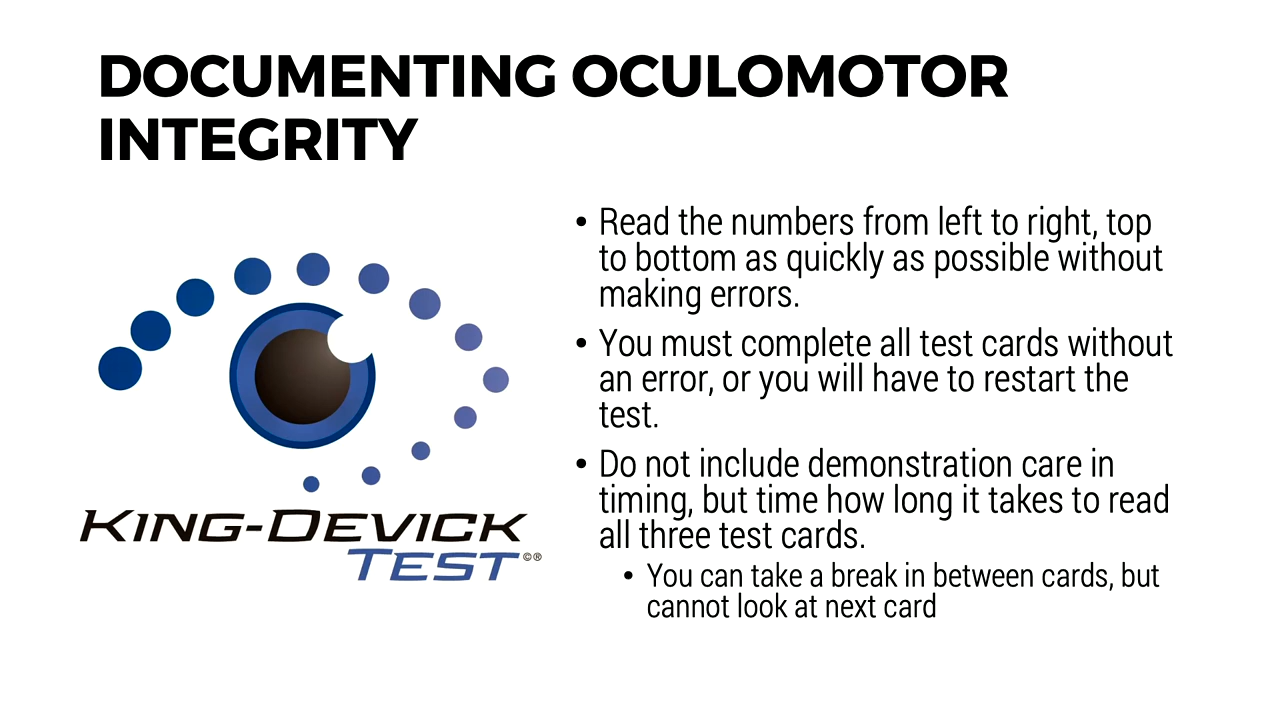 DOCUMENTING OCULOMOTOR
INTEGRITY
• Read the numbers from left to right, top
to bottom as quickly as possible without
making errors.
• You must complete all test cards without
an error, or you will have to restart the
test.
• Do not include demonstration care in
timing, but time how long it takes to read
all three test cards.
• You can take a break in between cards, but
cannot look at next card
KING-DEVICK
TEST©®